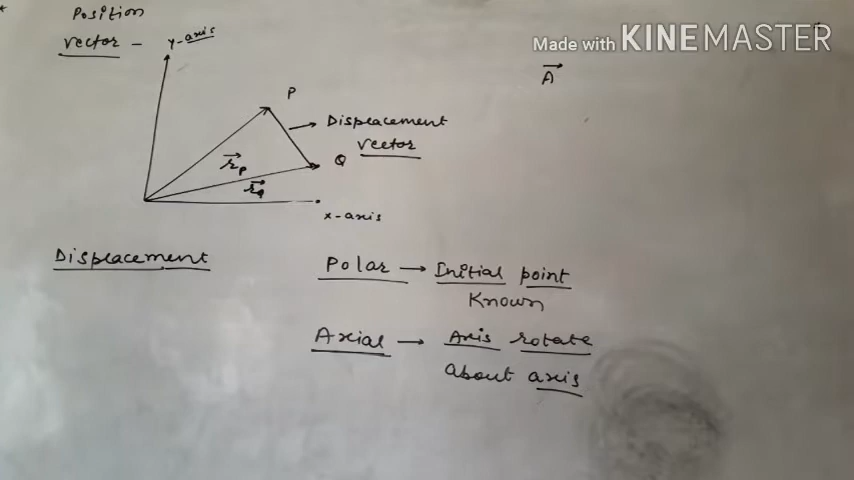 * Position
vector -
y-axis
Made with KINEMASTER
A
P
Displacement
vector
Q
r_P
r_Q
x-axis
Displacement
Polar → Initial point
Known
Axial → Axis rotate
About axis